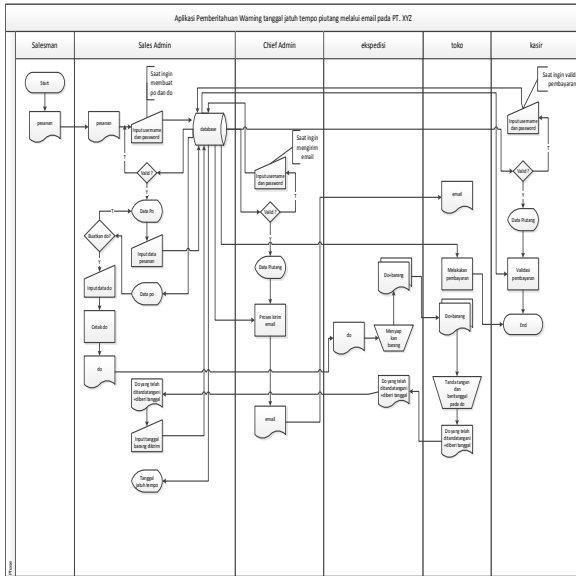 Aplikasi Pemberitahuan Warning tanggal jatuh tempo piutang melalui email pada PT. XYZ
Salesman
Sales Admin
Chief Admin
ekspedisi
toko
kasir
Start
pesanan
pesanan
Saat ingin
membuat
po dan do
Input username
dan password
Valid ?
T
Y
Data Po
Input data
pesanan
Data po
Buatkan do?
T
Y
Input data do
Cetak do
do
Do yang telah
ditandatangani
+diberi tanggal
Input tanggal
barang dikirim
Tanggal
jatuh tempo
database
Saat ingin
mengirim
email
Input username
dan password
Valid ?
T
Y
Data Piutang
Proses kirim
email
email
do
Menyiap
kan
barang
Do+barang
Do yang telah
ditandatangani
+diberi tanggal
email
Melakukan
pembayaran
Do+barang
Tanda tangan
dan
bertanggal
pada do
Do yang telah
ditandatangani
+diberi tanggal
Saat ingin valid
pembayaran
Input username
dan password
Valid ?
T
Y
Data Piutang
Validasi
pembayaran
End
Phase